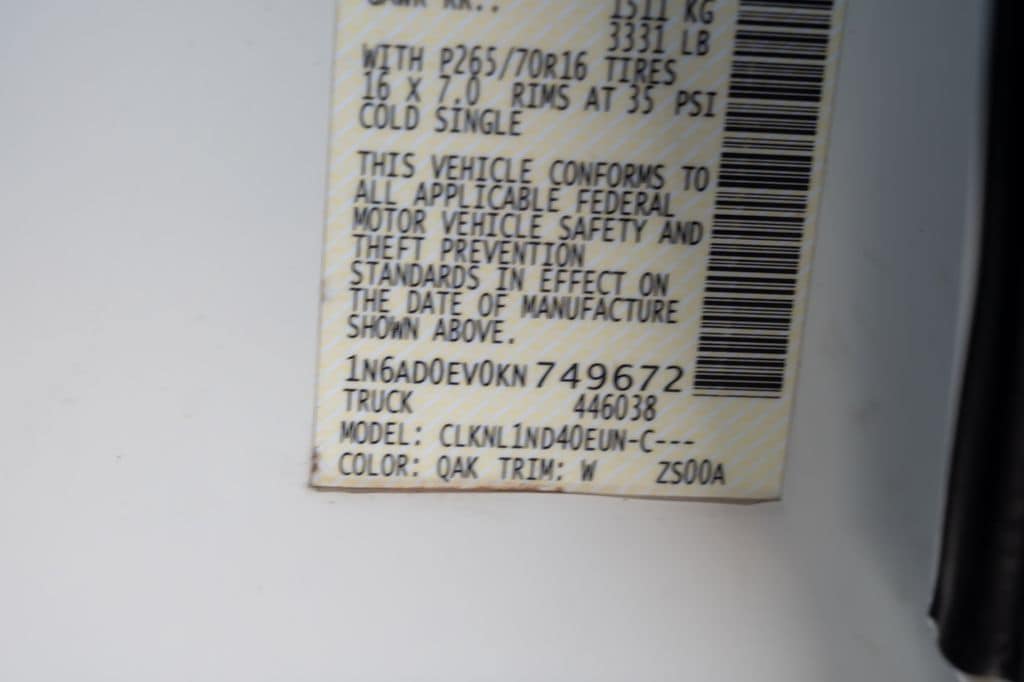 GAWR RR.: 1511 KG
3331 LB
WITH P265/70R16 TIRES
16 X 7.0 RIMS AT 35 PSI
COLD SINGLE
THIS VEHICLE CONFORMS TO
ALL APPLICABLE FEDERAL
MOTOR VEHICLE SAFETY AND
THEFT PREVENTION
STANDARDS IN EFFECT ON
THE DATE OF MANUFACTURE
SHOWN ABOVE.
1N6AD0EV0KN749672
TRUCK 446038
MODEL: CLKNL1ND40EUN-C---
COLOR: QAK TRIM: W ZS00A